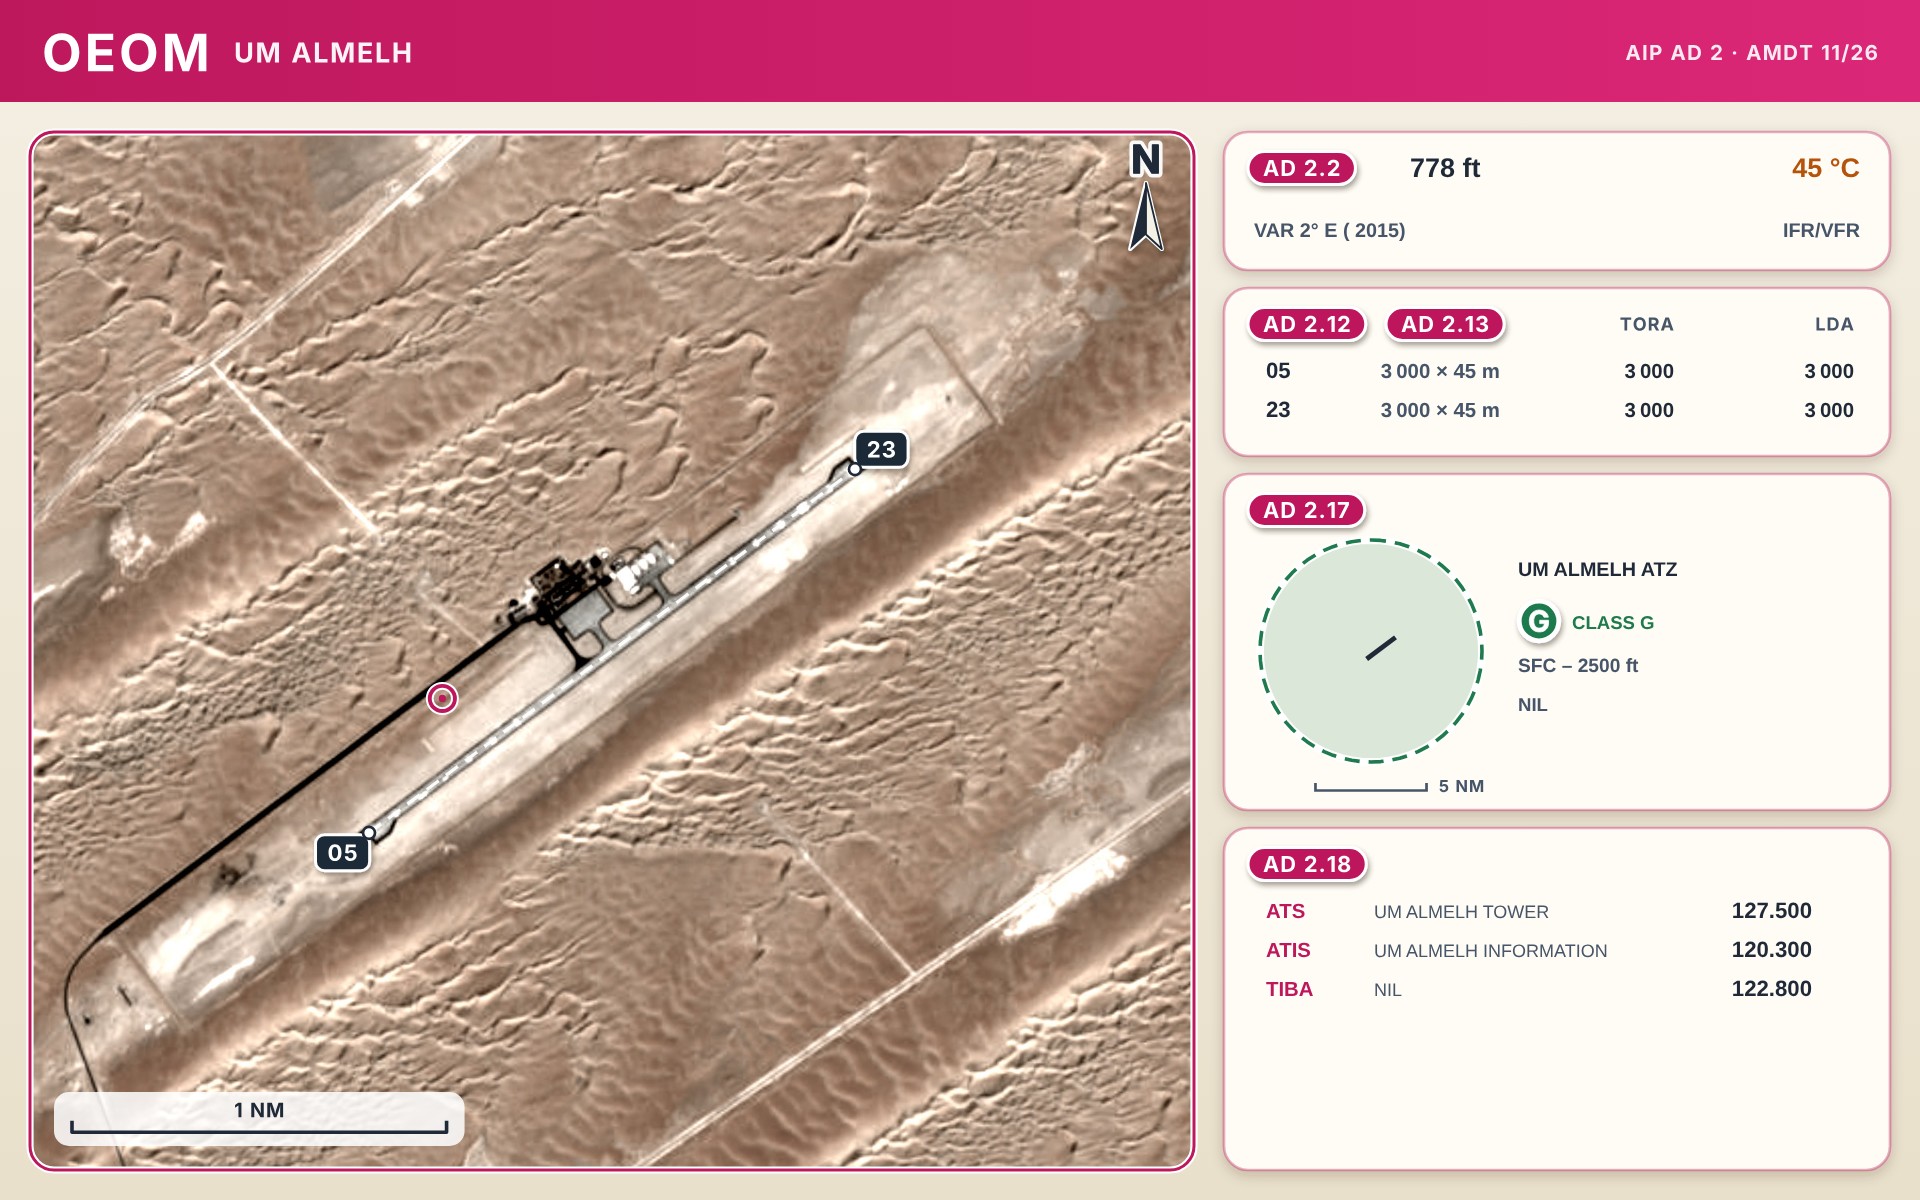 OEOM UM ALMELH
AIP AD 2 · AMDT 11/26
N
23
05
1 NM
AD 2.2 778 ft 45 °C
VAR 2° E ( 2015) IFR/VFR
AD 2.12 AD 2.13 TORA LDA
05 3 000 × 45 m 3 000 3 000
23 3 000 × 45 m 3 000 3 000
AD 2.17
UM ALMELH ATZ
G CLASS G
SFC – 2500 ft
NIL
5 NM
AD 2.18
ATS UM ALMELH TOWER 127.500
ATIS UM ALMELH INFORMATION 120.300
TIBA NIL 122.800